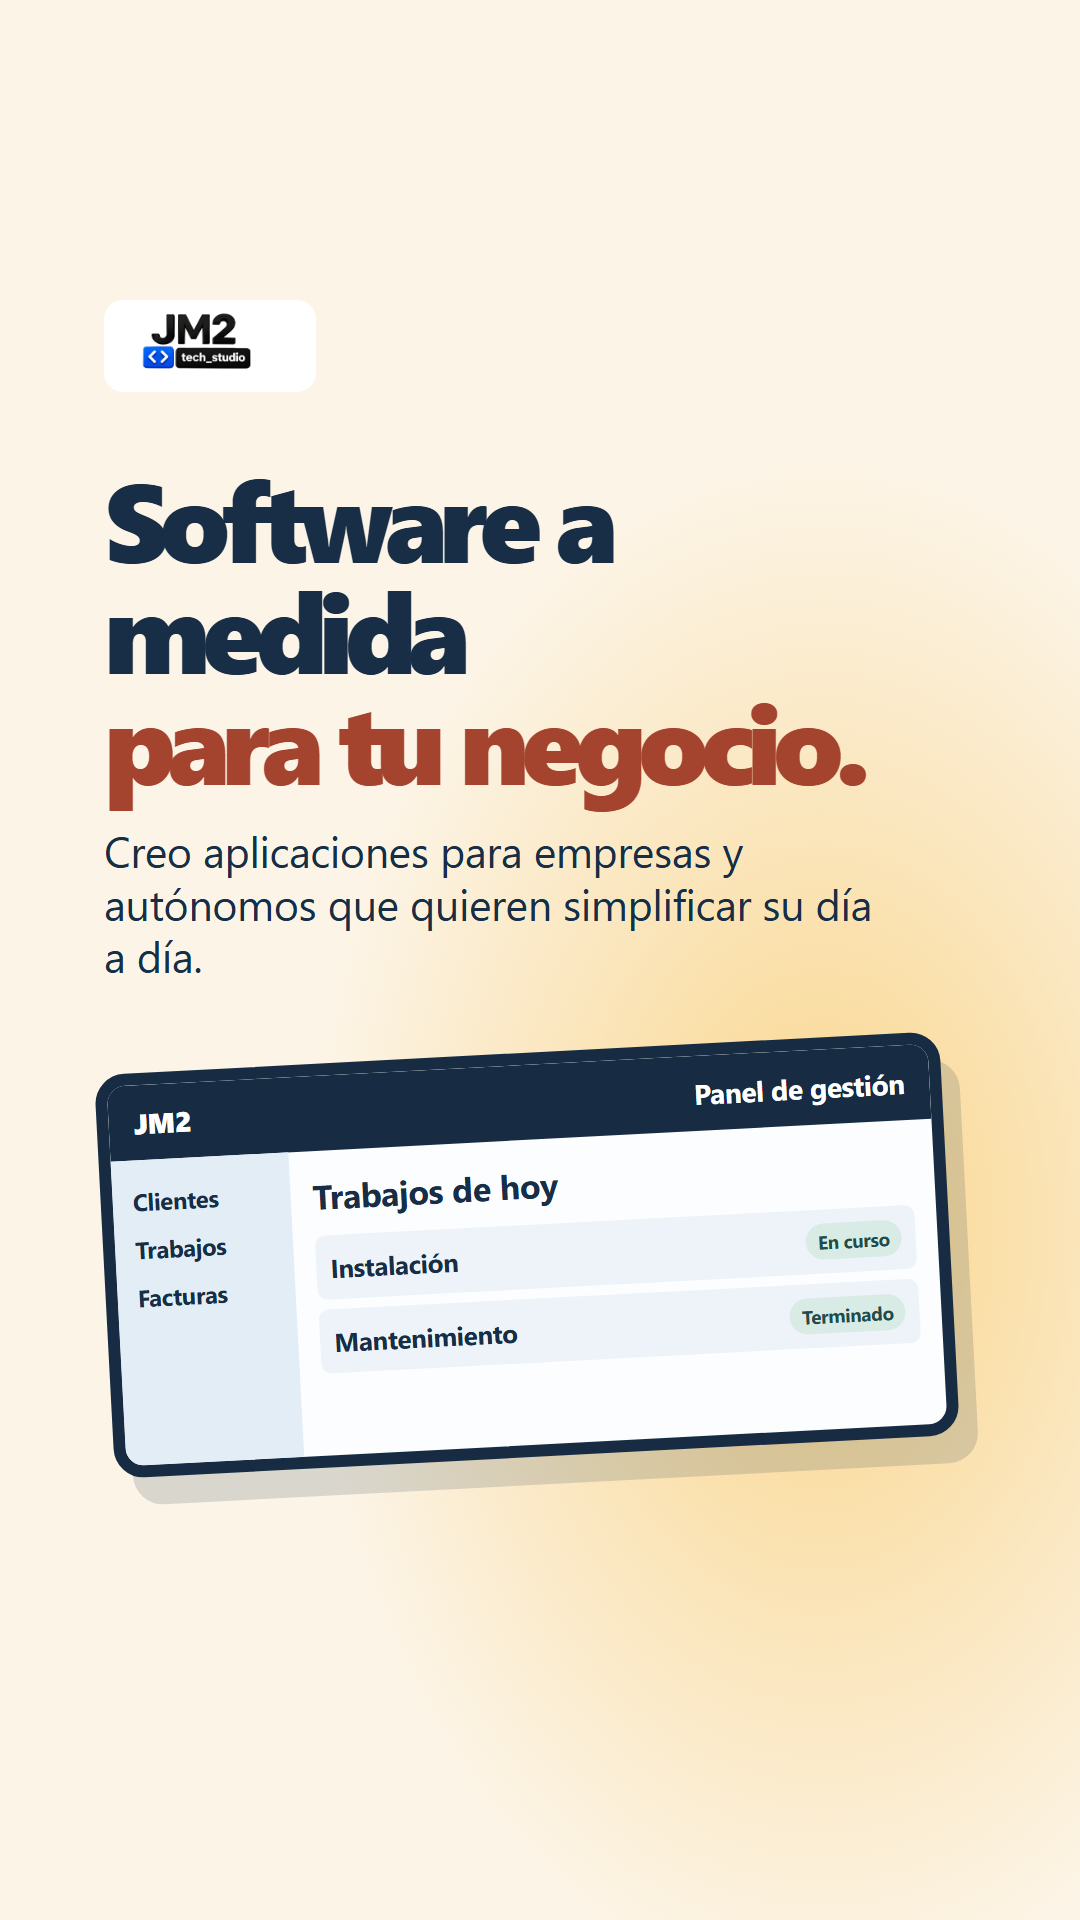 JM2
<> tech_studio
Software a
medida
para tu negocio.
Creo aplicaciones para empresas y
autónomos que quieren simplificar su día
a día.
JM2
Panel de gestión
Clientes
Trabajos
Facturas
Trabajos de hoy
Instalación
En curso
Mantenimiento
Terminado